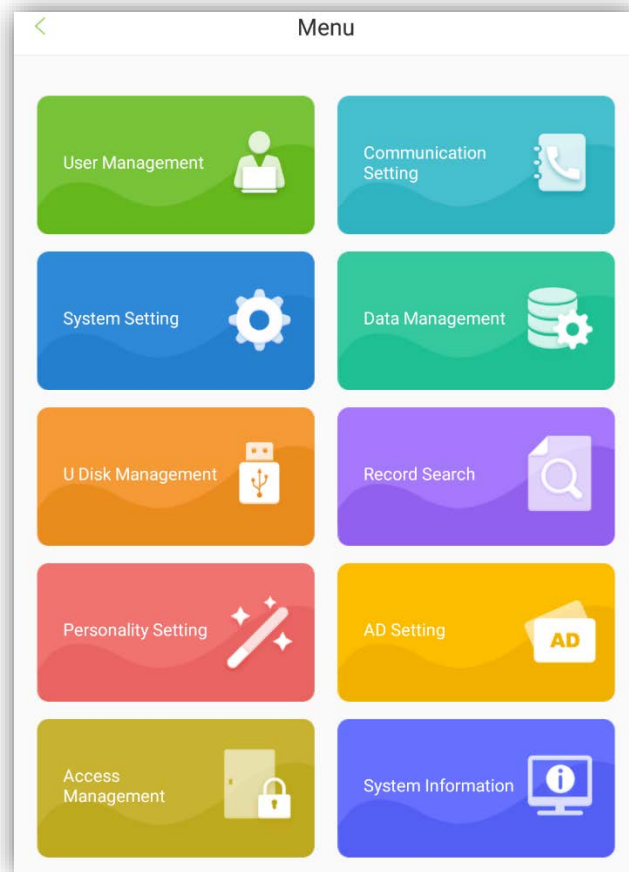 Menu
User Management
Communication
Setting
System Setting
Data Management
U Disk Management
Record Search
Personality Setting
AD Setting
AD
Access
Management
System Information